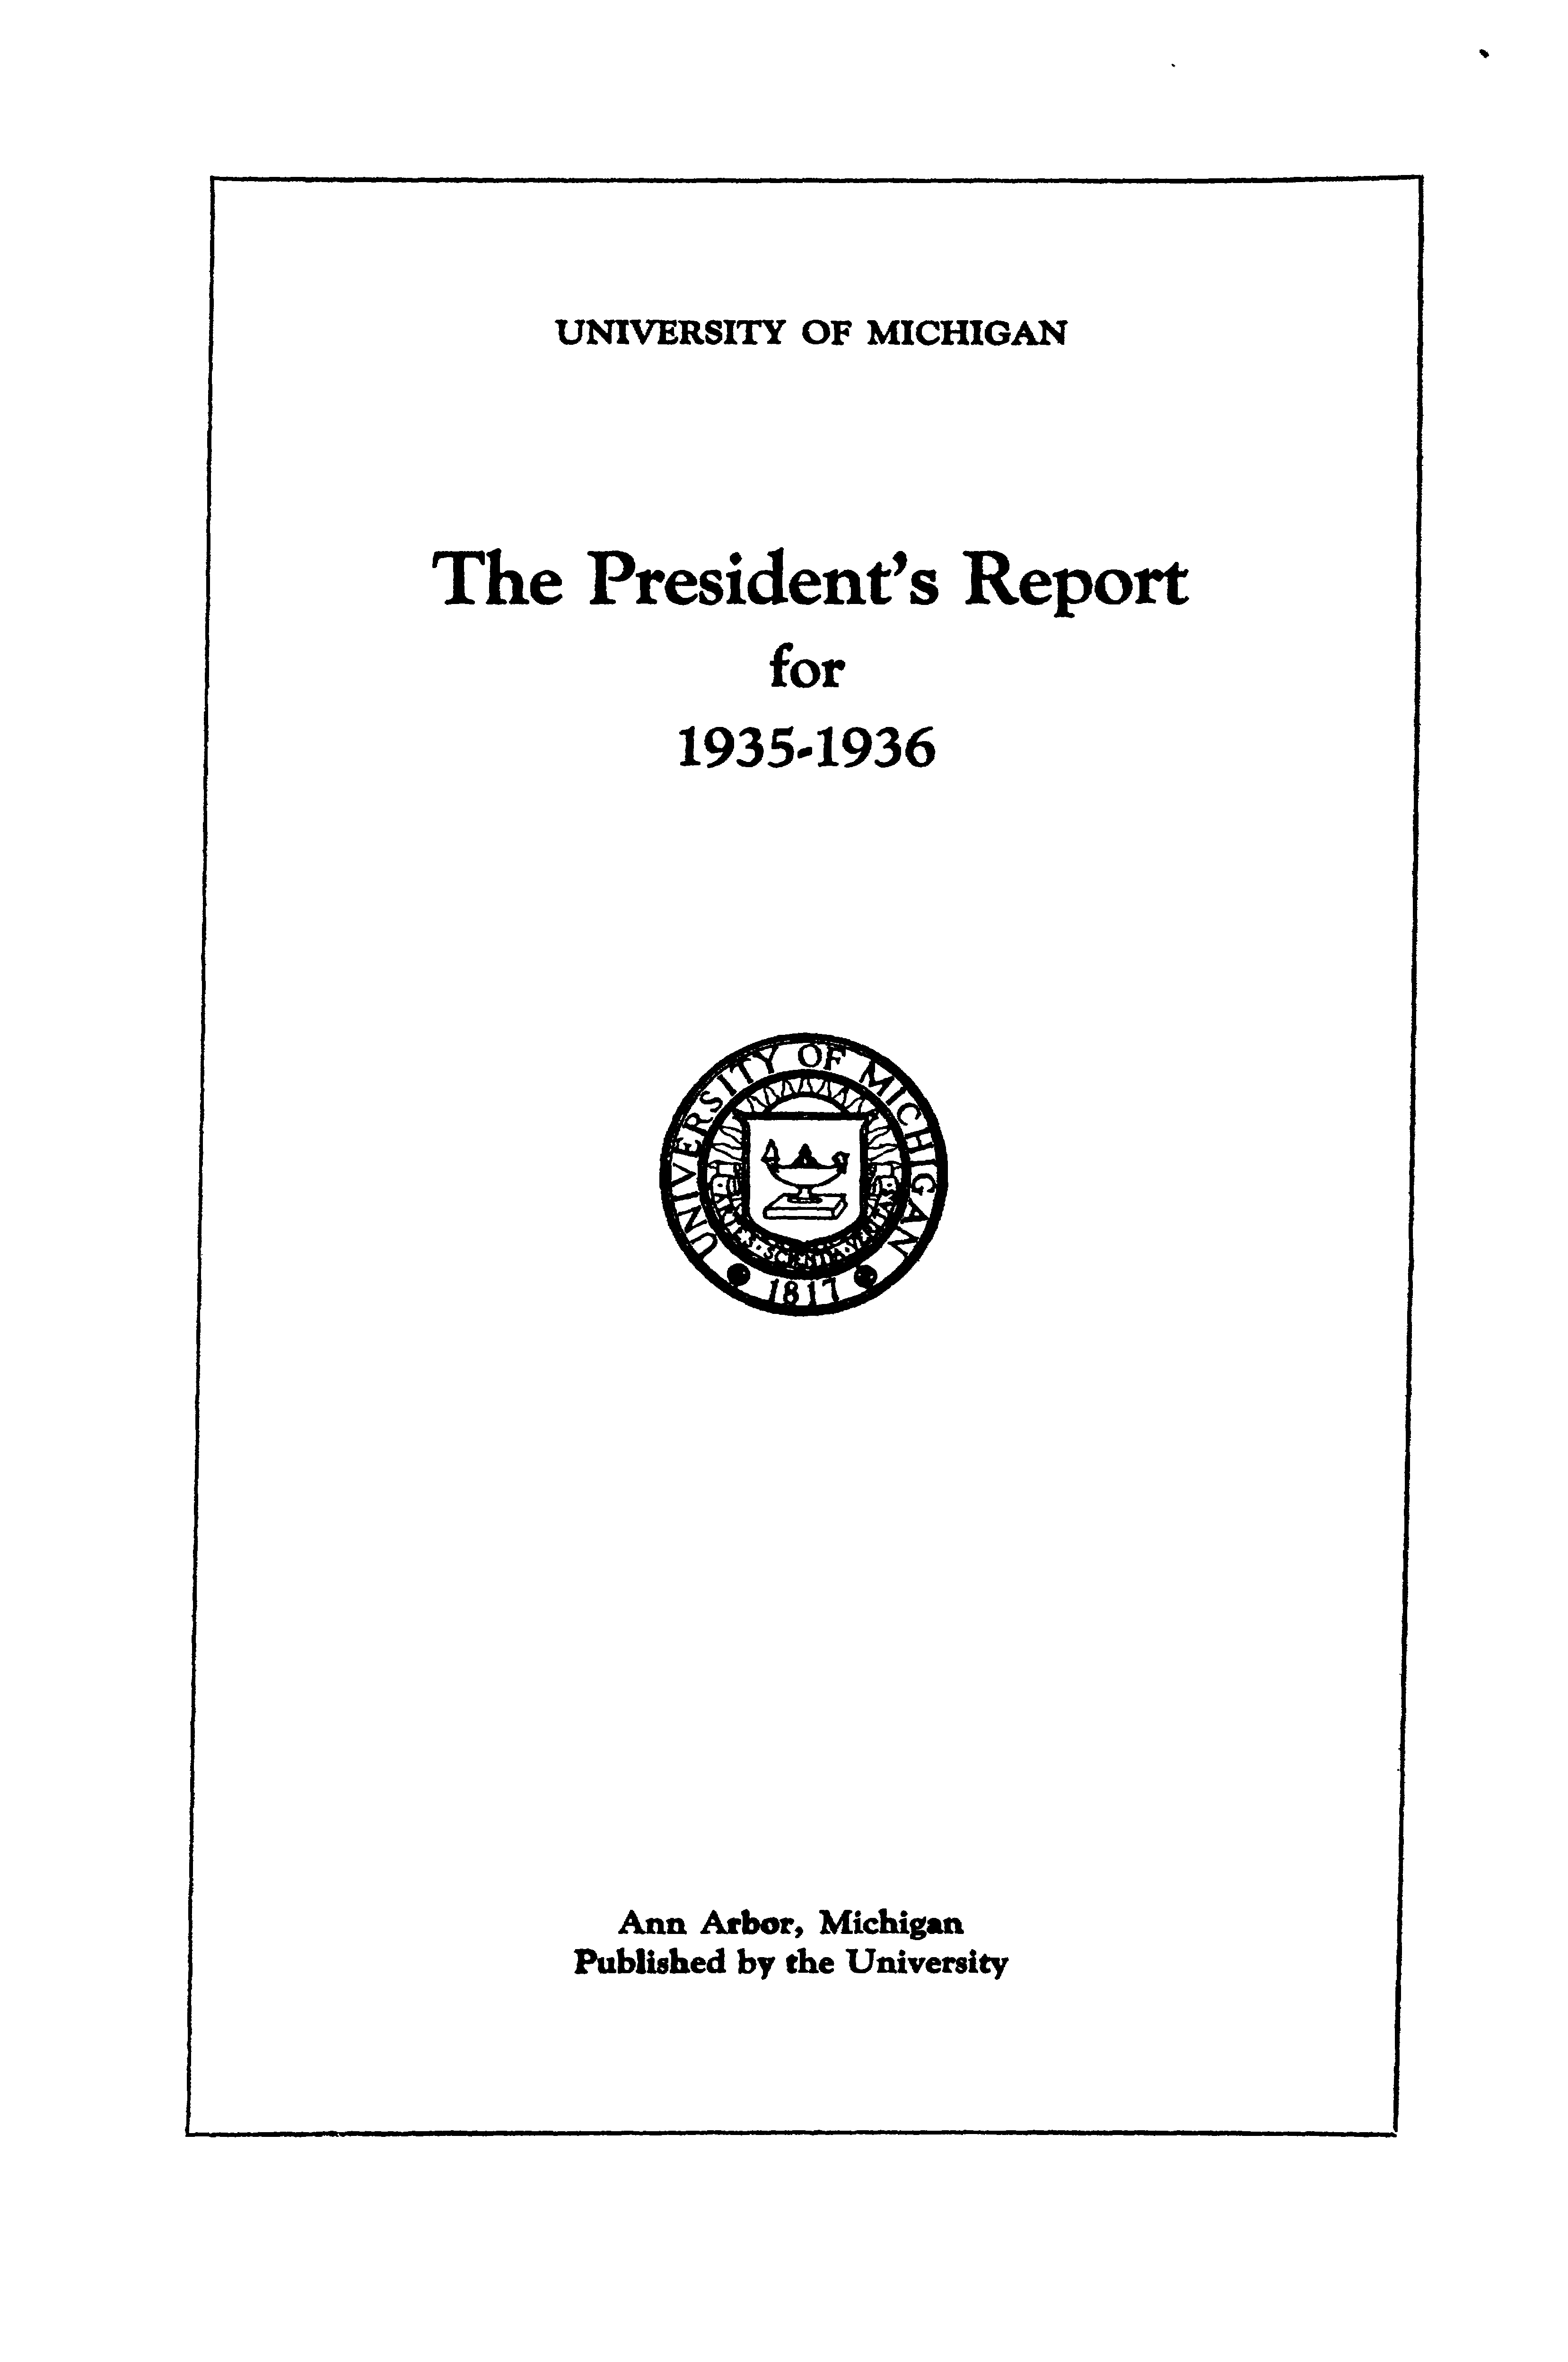 UNIVERSITY OF MICHIGAN
The President's Report
for
1935-1936
UNIVERSITY OF MICHIGAN
ARTES · SCIENTIA · VERITAS
1817
Ann Arbor, Michigan
Published by the University